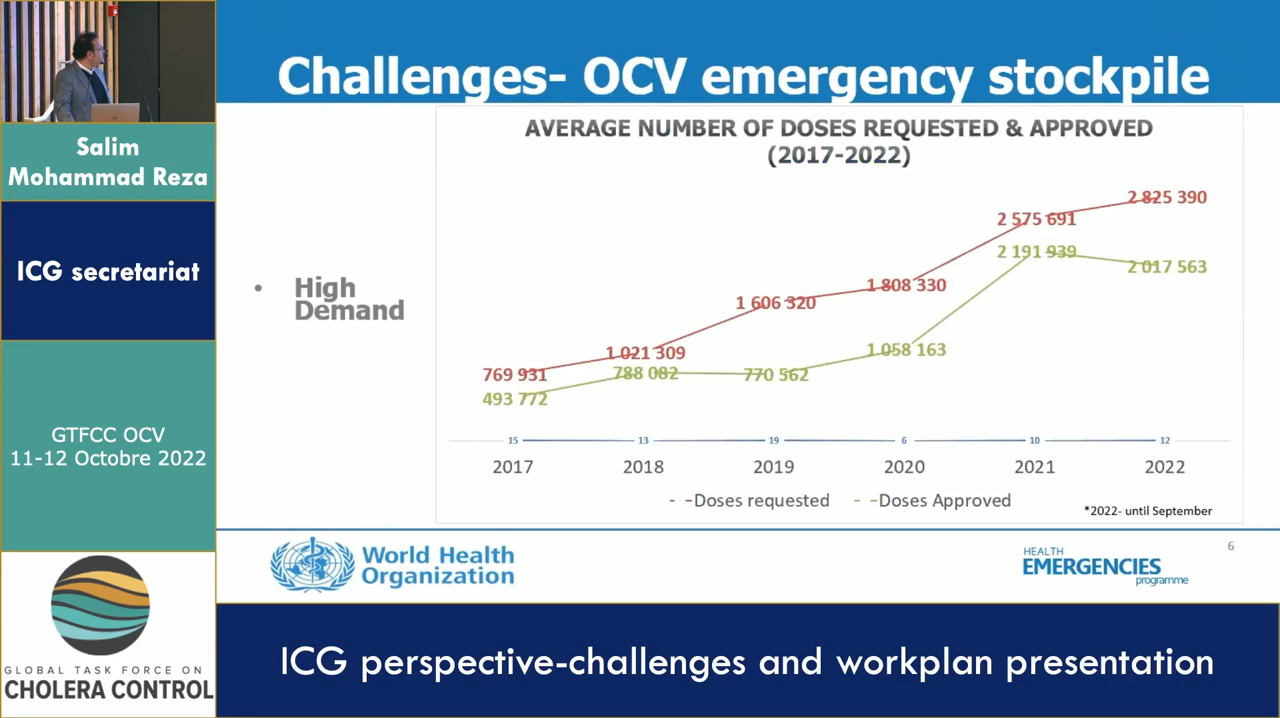 Challenges- OCV emergency stockpile
Salim
Mohammad Reza
ICG secretariat
GTFCC OCV
11-12 Octobre 2022
GLOBAL TASK FORCE ON
CHOLERA CONTROL
• High
Demand
AVERAGE NUMBER OF DOSES REQUESTED & APPROVED
(2017-2022)
2 825 390
2 575 691
2 191 939
2 017 563
1 808 330
1 606 320
1 058 163
1 021 309
788 082
770 562
769 931
493 772
15 13 19 6 10 12
2017 2018 2019 2020 2021 2022
Doses requested Doses Approved
*2022- until September
6
World Health
Organization
HEALTH
EMERGENCIES
programme
ICG perspective-challenges and workplan presentation